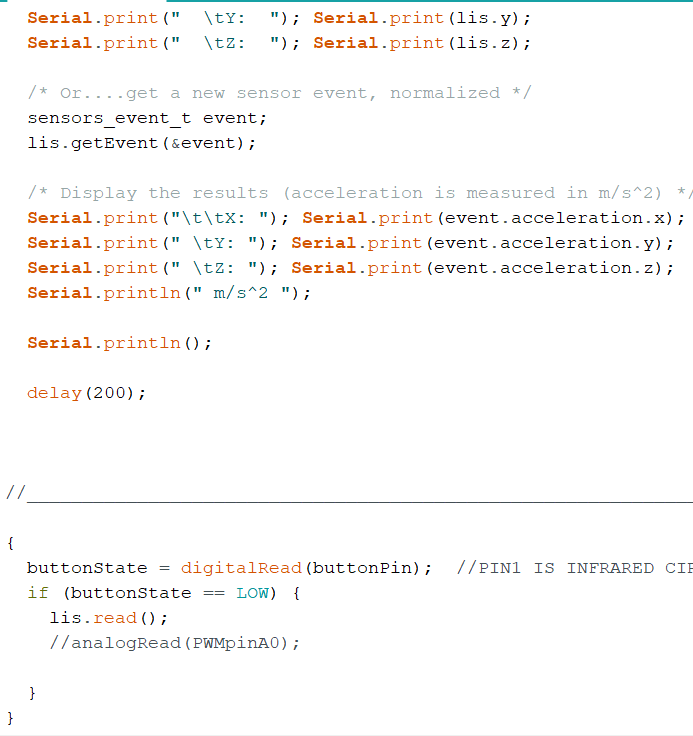 Serial.print("  \tY:  "); Serial.print(lis.y);
Serial.print("  \tZ:  "); Serial.print(lis.z);
/* Or....get a new sensor event, normalized */
sensors_event_t event;
lis.getEvent(&event);
/* Display the results (acceleration is measured in m/s^2) */
Serial.print("\t\tX: "); Serial.print(event.acceleration.x);
Serial.print(" \tY: "); Serial.print(event.acceleration.y);
Serial.print(" \tZ: "); Serial.print(event.acceleration.z);
Serial.println(" m/s^2 ");
Serial.println();
delay(200);
//______________________________________________________________
{
buttonState = digitalRead(buttonPin);  //PIN1 IS INFRARED
if (buttonState == LOW) {
lis.read();
//analogRead(PWMpinA0);
}
}